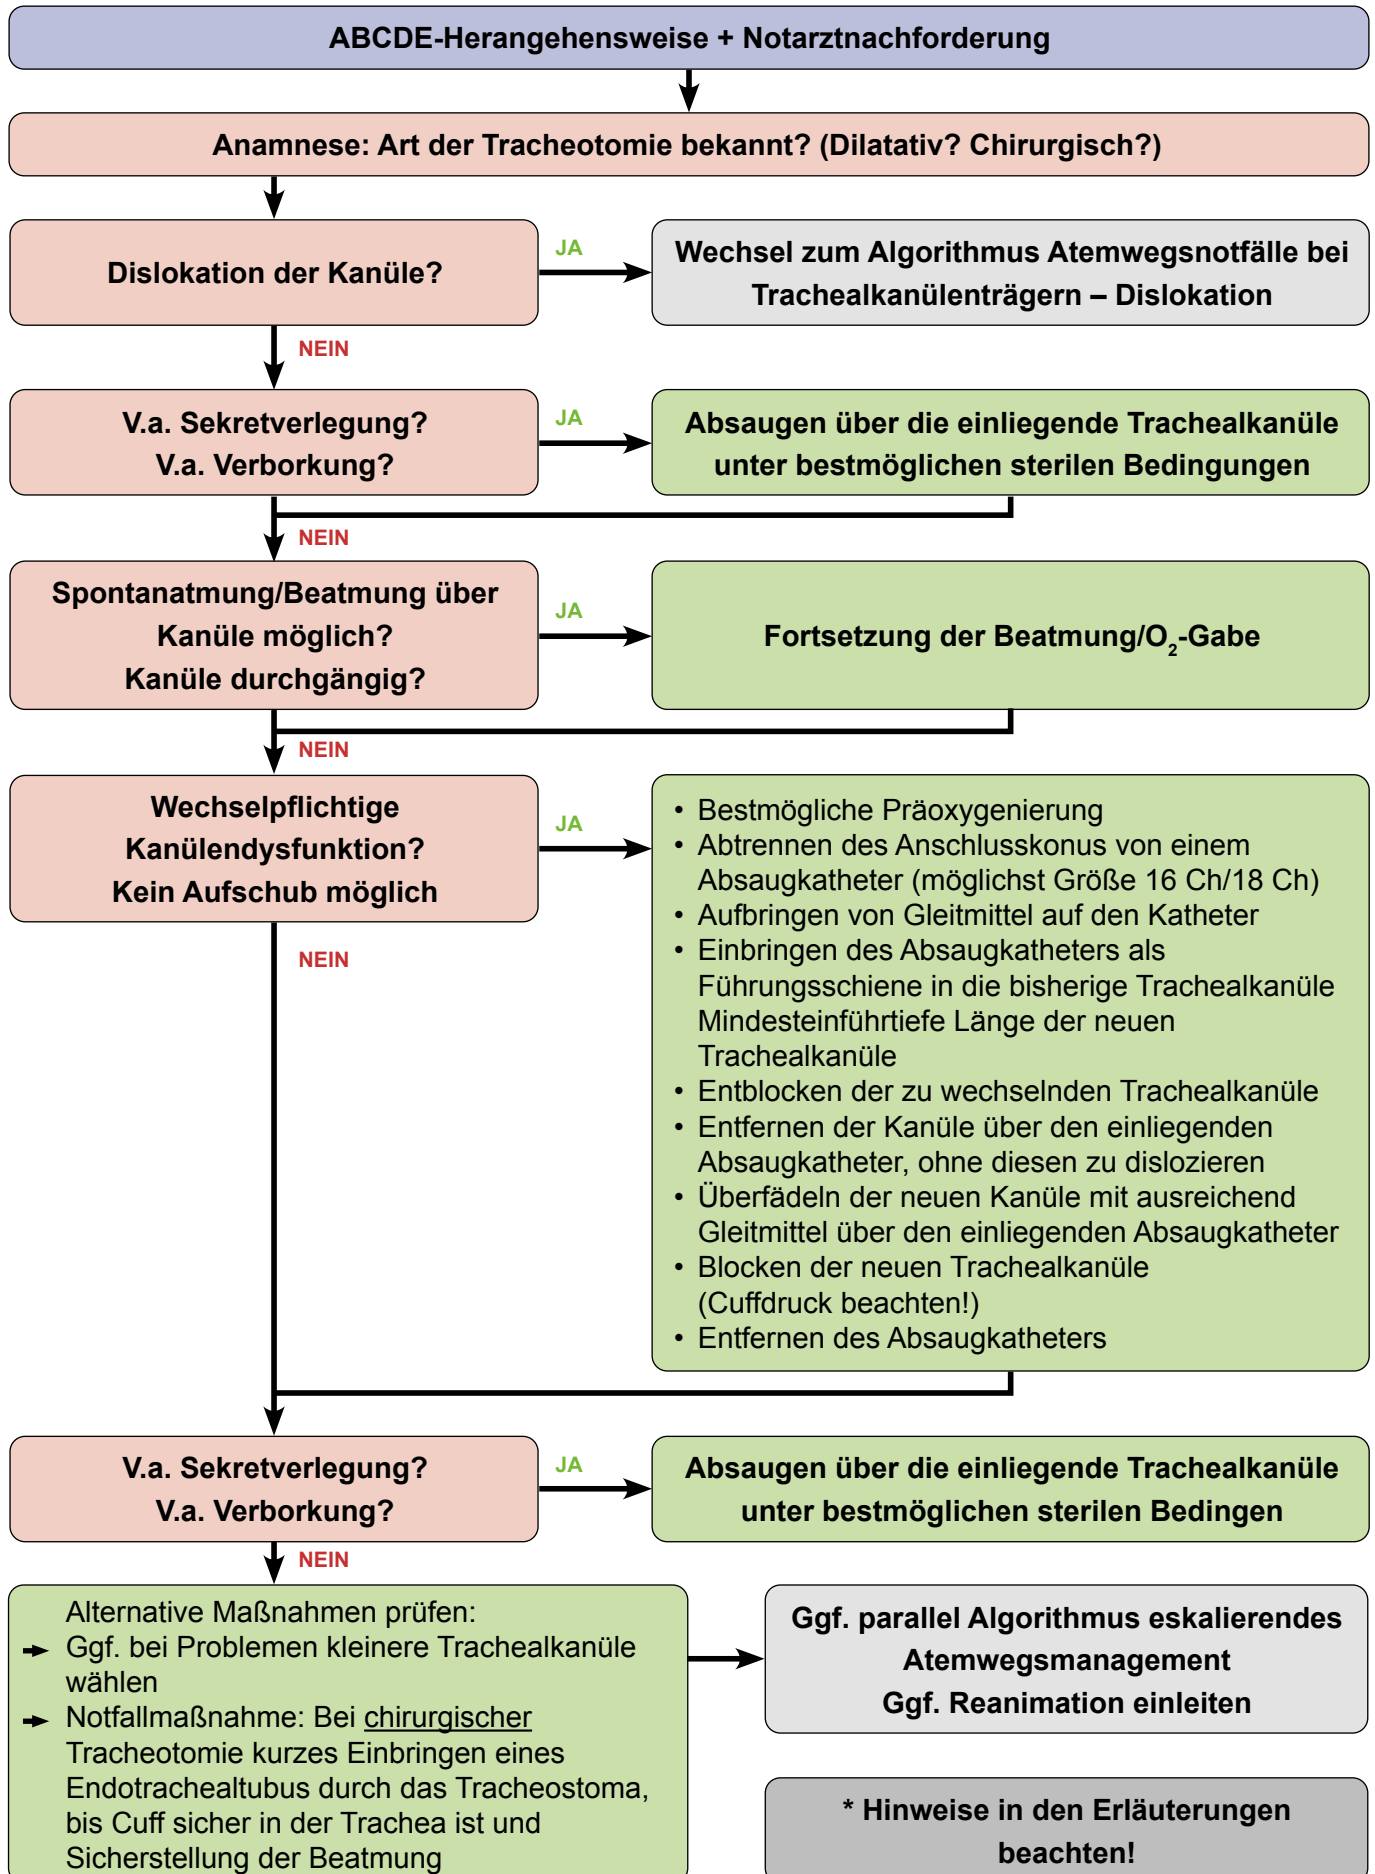 ABCDE-Herangehensweise + Notarztnachforderung
Anamnese: Art der Tracheotomie bekannt? (Dilatativ? Chirurgisch?)
Dislokation der Kanüle?
JA
Wechsel zum Algorithmus Atemwegsnotfälle bei
Trachealkanülenträgern – Dislokation
NEIN
V.a. Sekretverlegung?
V.a. Verborkung?
JA
Absaugen über die einliegende Trachealkanüle
unter bestmöglichen sterilen Bedingungen
NEIN
Spontanatmung/Beatmung über
Kanüle möglich?
Kanüle durchgängig?
JA
Fortsetzung der Beatmung/O₂-Gabe
NEIN
Wechselpflichtige
Kanülendysfunktion?
Kein Aufschub möglich
JA
• Bestmögliche Präoxygenierung
• Abtrennen des Anschlusskonus von einem
Absaugkatheter (möglichst Größe 16 Ch/18 Ch)
• Aufbringen von Gleitmittel auf den Katheter
• Einbringen des Absaugkatheters als
Führungsschiene in die bisherige Trachealkanüle
Mindesteinführtiefe Länge der neuen
Trachealkanüle
• Entblocken der zu wechselnden Trachealkanüle
• Entfernen der Kanüle über den einliegenden
Absaugkatheter, ohne diesen zu dislozieren
• Überfädeln der neuen Kanüle mit ausreichend
Gleitmittel über den einliegenden Absaugkatheter
• Blocken der neuen Trachealkanüle
(Cuffdruck beachten!)
• Entfernen des Absaugkatheters
NEIN
V.a. Sekretverlegung?
V.a. Verborkung?
JA
Absaugen über die einliegende Trachealkanüle
unter bestmöglichen sterilen Bedingen
NEIN
Alternative Maßnahmen prüfen:
Ggf. bei Problemen kleinere Trachealkanüle
wählen
Notfallmaßnahme: Bei chirurgischer
Tracheotomie kurzes Einbringen eines
Endotrachealtubus durch das Tracheostoma,
bis Cuff sicher in der Trachea ist und
Sicherstellung der Beatmung
Ggf. parallel Algorithmus eskalierendes
Atemwegsmanagement
Ggf. Reanimation einleiten
* Hinweise in den Erläuterungen
beachten!